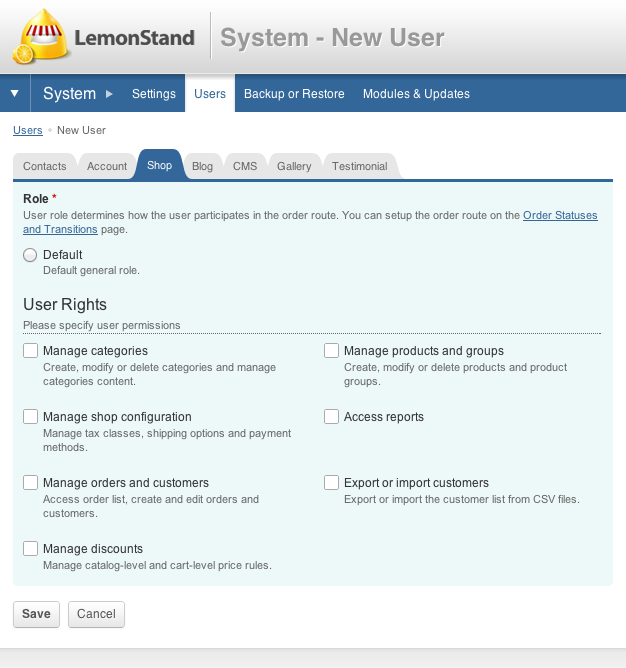 LemonStand
System - New User
System Settings Users Backup or Restore Modules & Updates
Users • New User
Contacts Account Shop Blog CMS Gallery Testimonial
Role *
User role determines how the user participates in the order route. You can setup the order route on the Order Statuses
and Transitions page.
Default
Default general role.
User Rights
Please specify user permissions
Manage categories
Create, modify or delete categories and manage
categories content.
Manage products and groups
Create, modify or delete products and product
groups.
Manage shop configuration
Manage tax classes, shipping options and payment
methods.
Access reports
Manage orders and customers
Access order list, create and edit orders and
customers.
Export or import customers
Export or import the customer list from CSV files.
Manage discounts
Manage catalog-level and cart-level price rules.
Save Cancel